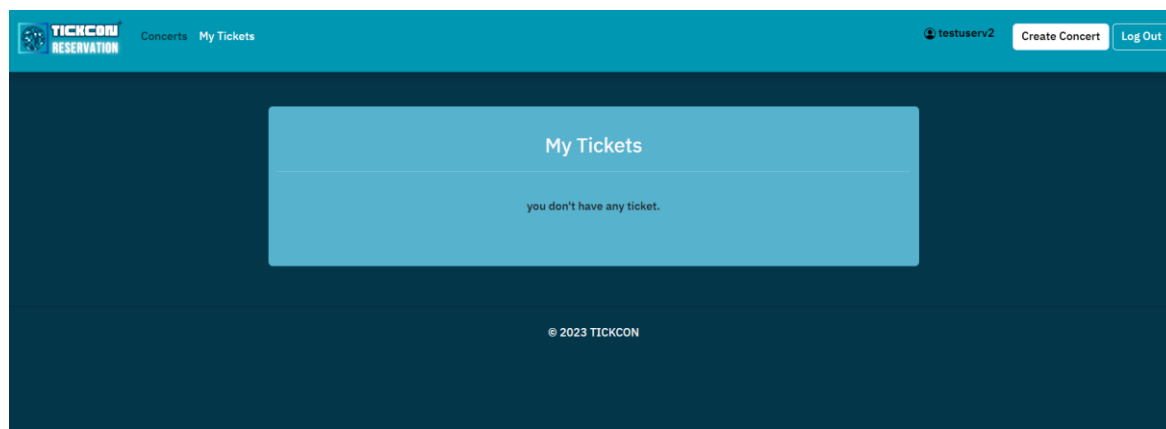 TICKCON
RESERVATION
Concerts My Tickets
testuserv2
Create Concert
Log Out
My Tickets
you don't have any ticket.
© 2023 TICKCON